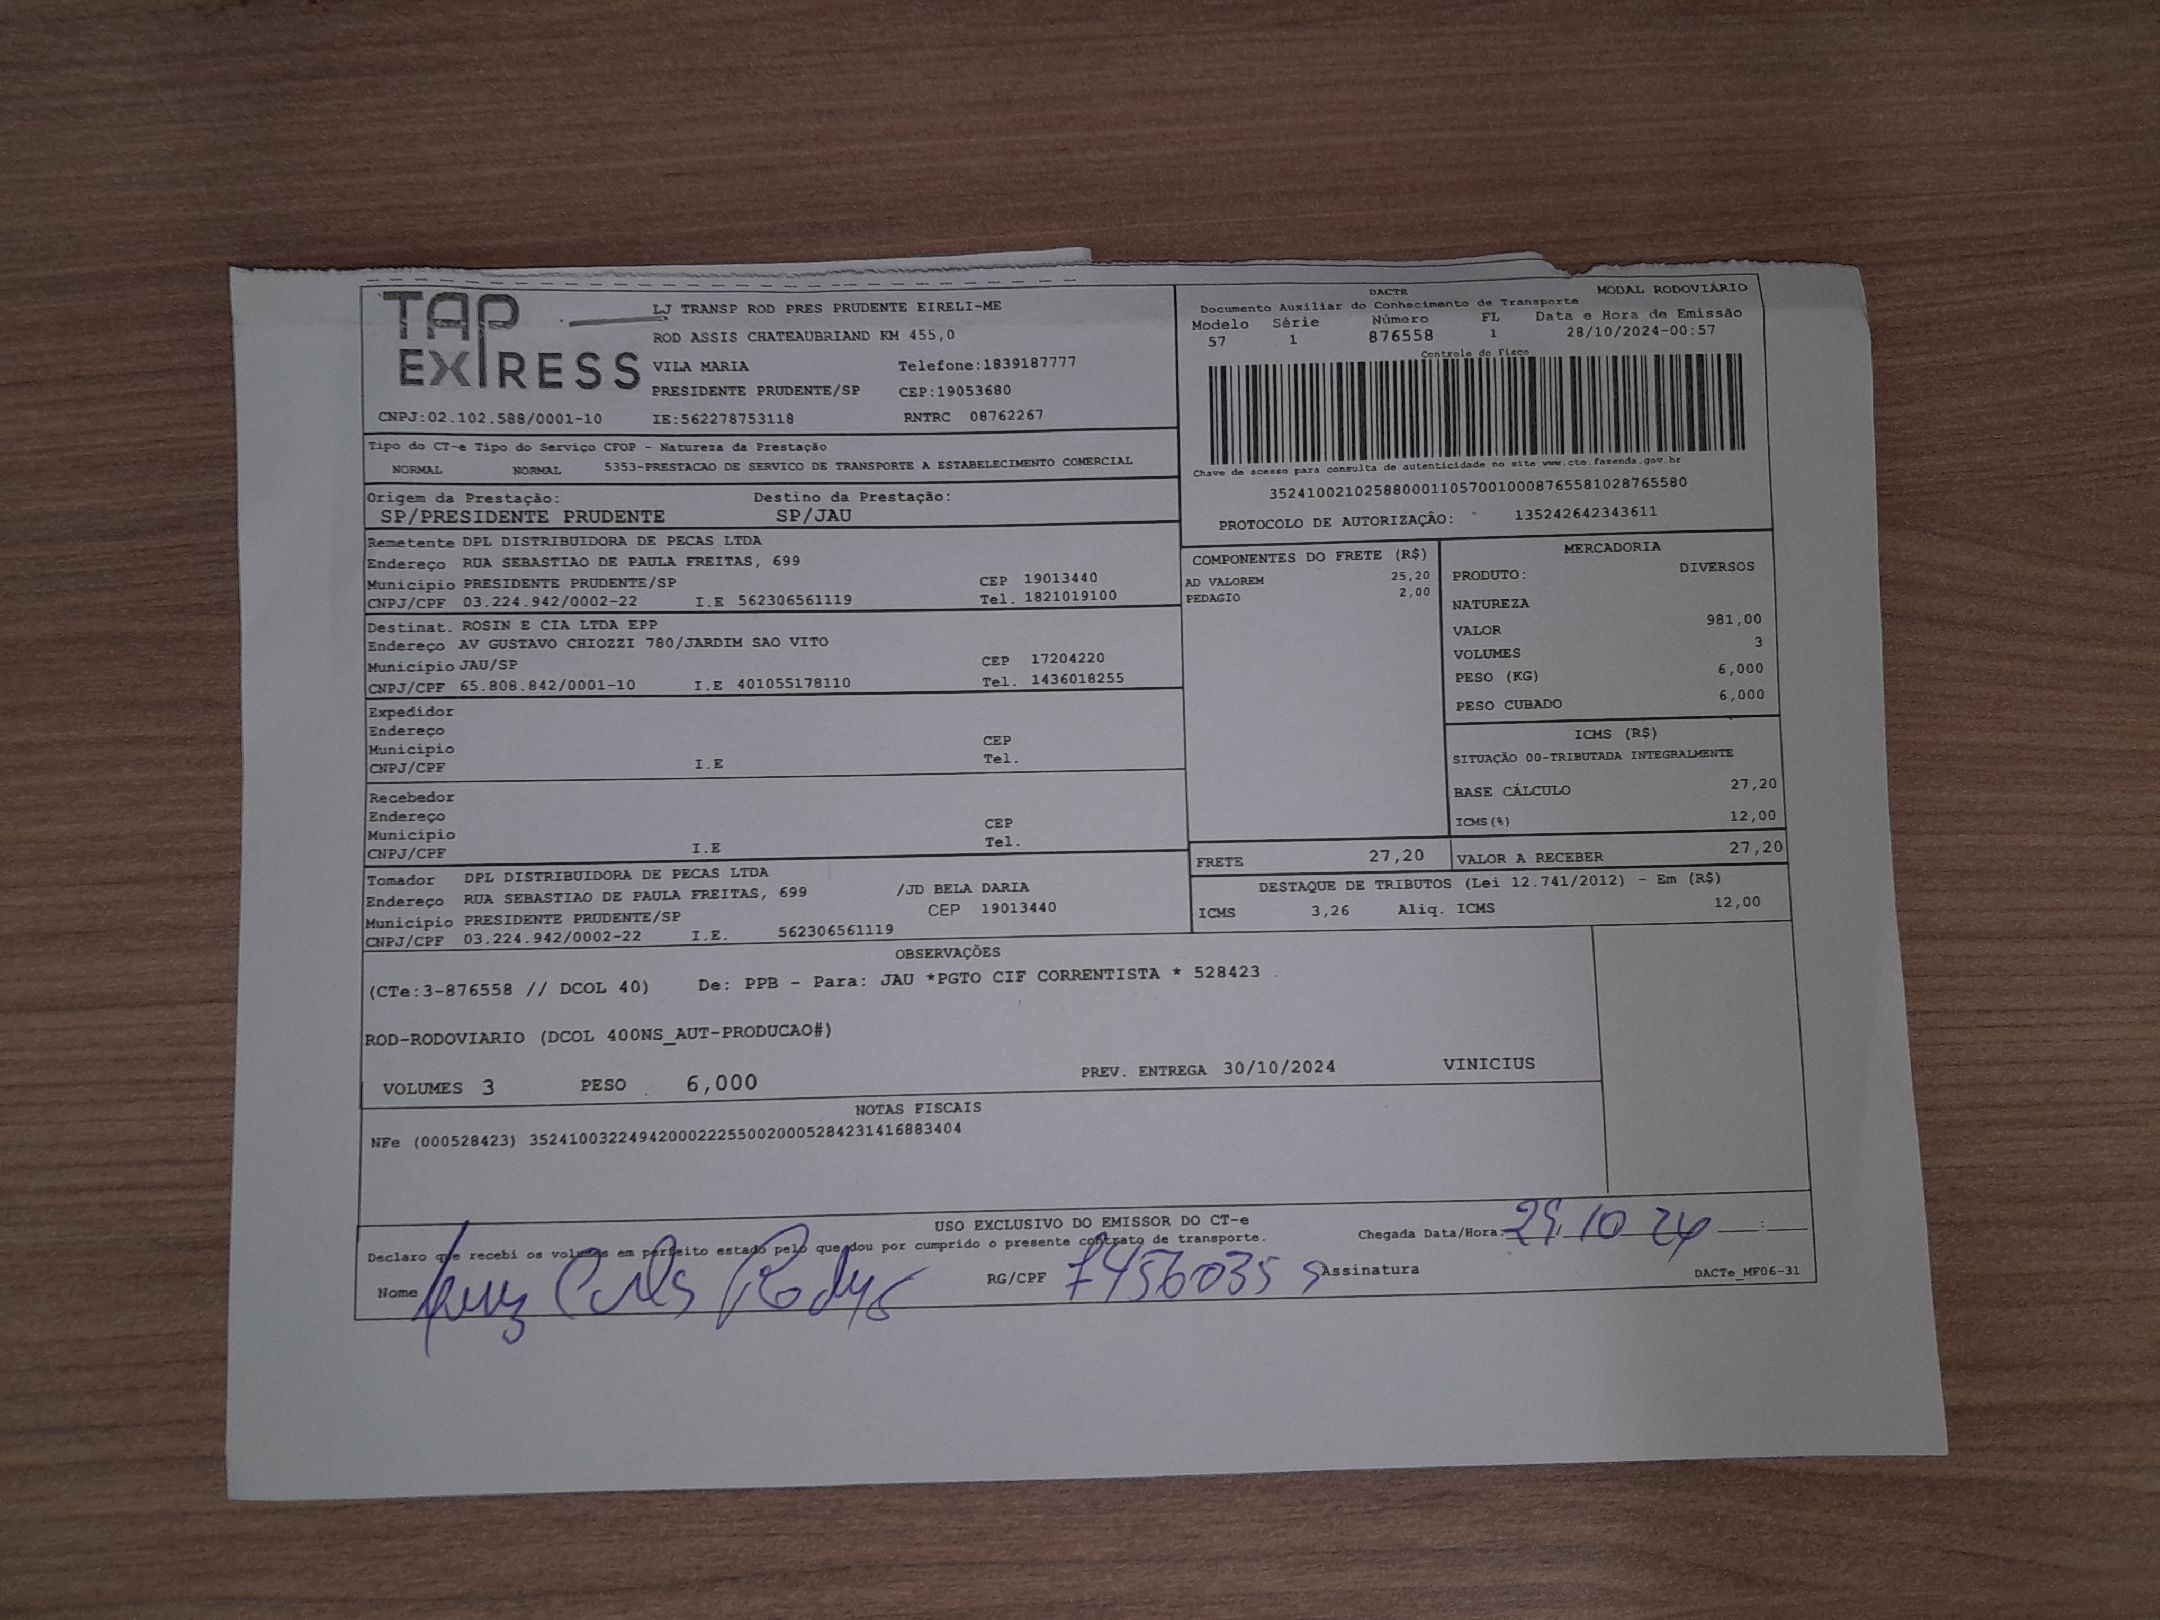 TAP
EXPRESS
LJ TRANSP ROD PRES PRUDENTE EIRELI-ME
ROD ASSIS CHATEAUBRIAND KM 455,0
VILA MARIA Telefone:1839187777
PRESIDENTE PRUDENTE/SP CEP:19053680
CNPJ:02.102.588/0001-10 IE:562278753118 RNTRC 08762267
DACTE MODAL RODOVIÁRIO
Documento Auxiliar do Conhecimento de Transporte
Modelo Série Número FL Data e Hora de Emissão
57 1 876558 1 28/10/2024-00:57
Controle do Fisco
Chave de acesso para consulta de autenticidade no site www.cte.fazenda.gov.br
35241002102588000110570010008765581028765580
PROTOCOLO DE AUTORIZAÇÃO: 135242642343611
Tipo do CT-e Tipo do Serviço CFOP - Natureza da Prestação
NORMAL NORMAL 5353-PRESTACAO DE SERVICO DE TRANSPORTE A ESTABELECIMENTO COMERCIAL
Origem da Prestação: Destino da Prestação:
SP/PRESIDENTE PRUDENTE SP/JAU
Remetente DPL DISTRIBUIDORA DE PECAS LTDA
Endereço RUA SEBASTIAO DE PAULA FREITAS, 699
Município PRESIDENTE PRUDENTE/SP CEP 19013440
CNPJ/CPF 03.224.942/0002-22 I.E 562306561119 Tel. 1821019100
Destinat. ROSIN E CIA LTDA EPP
Endereço AV GUSTAVO CHIOZZI 780/JARDIM SAO VITO
Município JAU/SP CEP 17204220
CNPJ/CPF 65.808.842/0001-10 I.E 401055178110 Tel. 1436018255
Expedidor
Endereço
Município CEP
CNPJ/CPF I.E Tel.
Recebedor
Endereço
Município CEP
CNPJ/CPF I.E Tel.
Tomador DPL DISTRIBUIDORA DE PECAS LTDA
Endereço RUA SEBASTIAO DE PAULA FREITAS, 699 /JD BELA DARIA
Município PRESIDENTE PRUDENTE/SP CEP 19013440
CNPJ/CPF 03.224.942/0002-22 I.E. 562306561119
COMPONENTES DO FRETE (R$)
AD VALOREM 25,20
PEDAGIO 2,00
MERCADORIA
PRODUTO: DIVERSOS
NATUREZA
VALOR 981,00
VOLUMES 3
PESO (KG) 6,000
PESO CUBADO 6,000
ICMS (R$)
SITUAÇÃO 00-TRIBUTADA INTEGRALMENTE
BASE CÁLCULO 27,20
ICMS(%) 12,00
FRETE 27,20 VALOR A RECEBER 27,20
DESTAQUE DE TRIBUTOS (Lei 12.741/2012) - Em (R$)
ICMS 3,26 Aliq. ICMS 12,00
OBSERVAÇÕES
(CTe:3-876558 // DCOL 40) De: PPB - Para: JAU *PGTO CIF CORRENTISTA * 528423
ROD-RODOVIARIO (DCOL 400NS_AUT-PRODUCAO#)
VOLUMES 3 PESO 6,000 PREV. ENTREGA 30/10/2024 VINICIUS
NOTAS FISCAIS
NFe (000528423) 35241003224942000222550020005284231416883404
USO EXCLUSIVO DO EMISSOR DO CT-e
Declaro que recebi os volumes em perfeito estado pelo que dou por cumprido o presente contrato de transporte.
Chegada Data/Hora: 29.10 24 __:__
Nome RG/CPF 7456035 9 Assinatura
DACTe_MF06-31